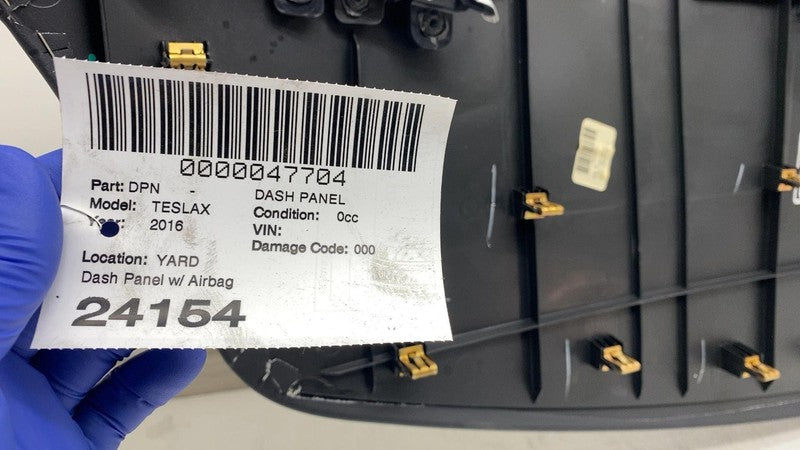 0000047704
Part: DPN - DASH PANEL
Model: TESLAX Condition: 0cc
Year: 2016 VIN:
Damage Code: 000
Location: YARD
Dash Panel w/ Airbag
24154